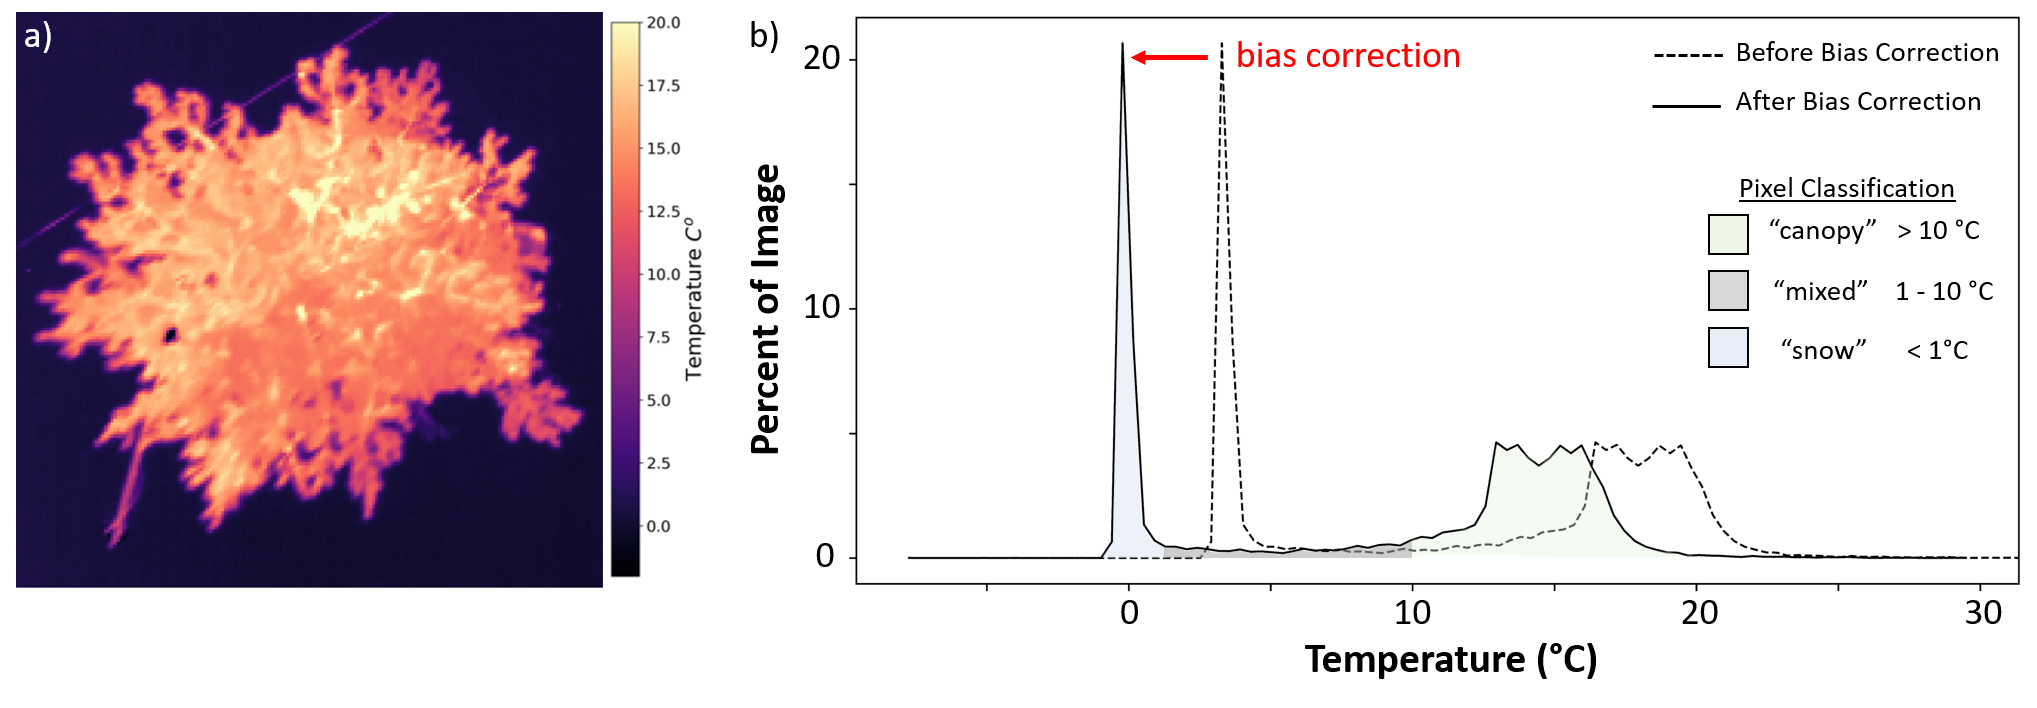 a)
20.0
17.5
15.0
12.5
10.0
7.5
5.0
2.5
0.0
Temperature C°
b)
20
10
0
Percent of Image
bias correction
Before Bias Correction
After Bias Correction
Pixel Classification
“canopy” > 10 °C
“mixed” 1 - 10 °C
“snow” < 1°C
0 10 20 30
Temperature (°C)